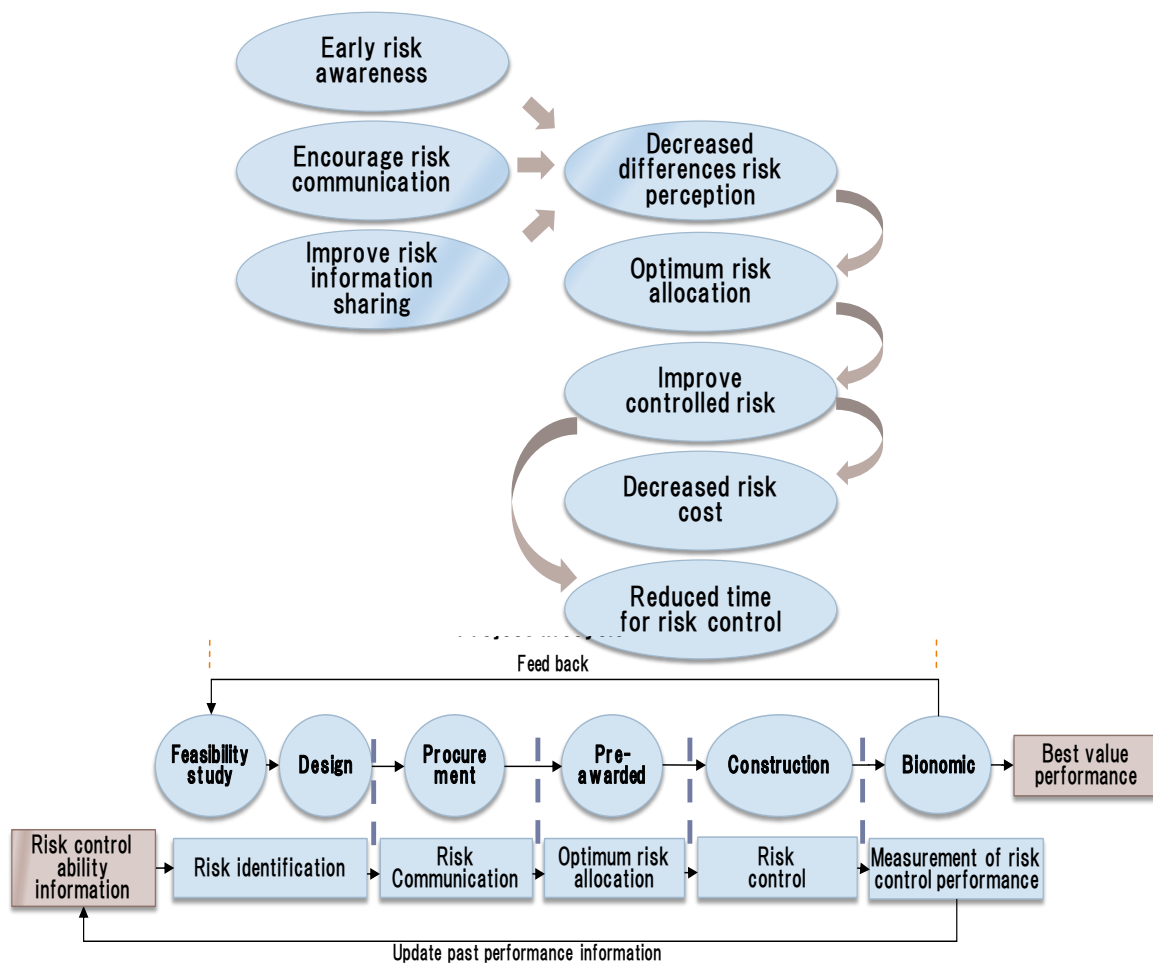 Early risk
awareness
Encourage risk
communication
Improve risk
information
sharing
Decreased
differences risk
perception
Optimum risk
allocation
Improve
controlled risk
Decreased risk
cost
Reduced time
for risk control
Feed back
Feasibility
study
Design
Procure
ment
Pre-
awarded
Construction
Bionomic
Best value
performance
Risk control
ability
information
Risk identification
Risk
Communication
Optimum risk
allocation
Risk
control
Measurement of risk
control performance
Update past performance information